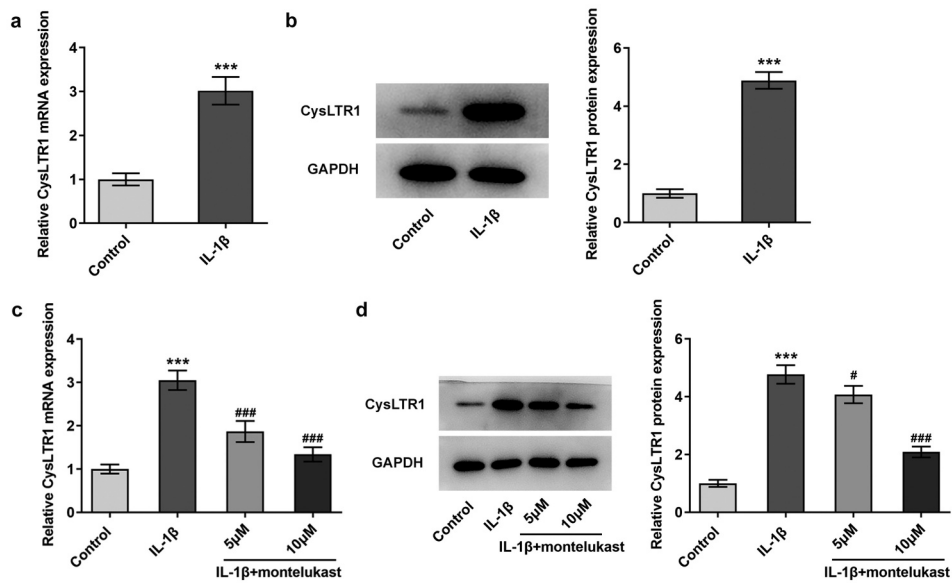 a
Relative CysLTR1 mRNA expression
4
3
2
1
0
***
Control
IL-1β
b
CysLTR1
GAPDH
Control
IL-1β
Relative CysLTR1 protein expression
6
4
2
0
***
Control
IL-1β
c
Relative CysLTR1 mRNA expression
4
3
2
1
0
***
###
###
Control
IL-1β
5μM
10μM
IL-1β+montelukast
d
CysLTR1
GAPDH
Control
IL-1β
5μM
10μM
IL-1β+montelukast
Relative CysLTR1 protein expression
6
4
2
0
***
#
###
Control
IL-1β
5μM
10μM
IL-1β+montelukast